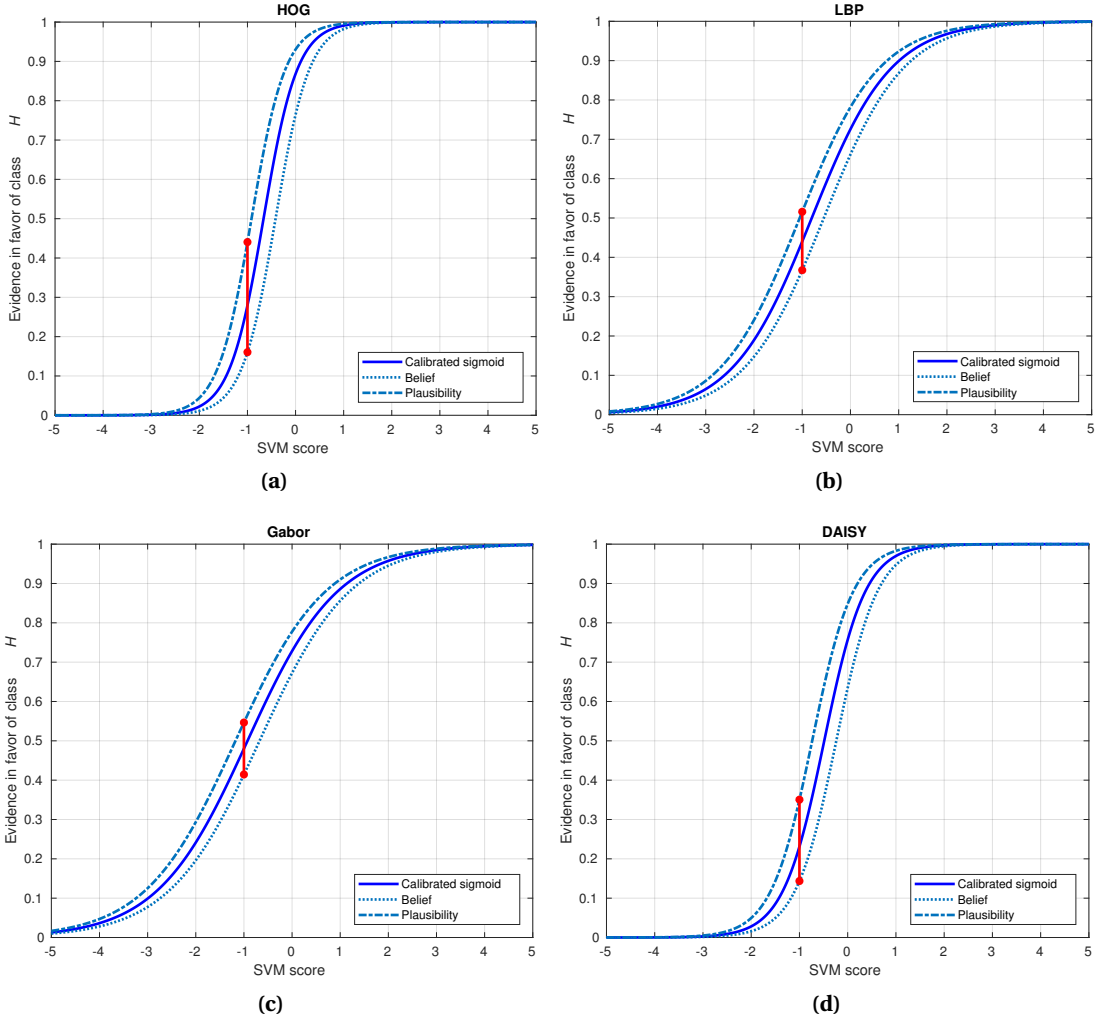 HOG
1
0.9
0.8
0.7
0.6
0.5
0.4
0.3
0.2
0.1
0
Evidence in favor of class H
-5 -4 -3 -2 -1 0 1 2 3 4 5
SVM score
Calibrated sigmoid
Belief
Plausibility
(a)
LBP
1
0.9
0.8
0.7
0.6
0.5
0.4
0.3
0.2
0.1
0
Evidence in favor of class H
-5 -4 -3 -2 -1 0 1 2 3 4 5
SVM score
Calibrated sigmoid
Belief
Plausibility
(b)
Gabor
1
0.9
0.8
0.7
0.6
0.5
0.4
0.3
0.2
0.1
0
Evidence in favor of class H
-5 -4 -3 -2 -1 0 1 2 3 4 5
SVM score
Calibrated sigmoid
Belief
Plausibility
(c)
DAISY
1
0.9
0.8
0.7
0.6
0.5
0.4
0.3
0.2
0.1
0
Evidence in favor of class H
-5 -4 -3 -2 -1 0 1 2 3 4 5
SVM score
Calibrated sigmoid
Belief
Plausibility
(d)